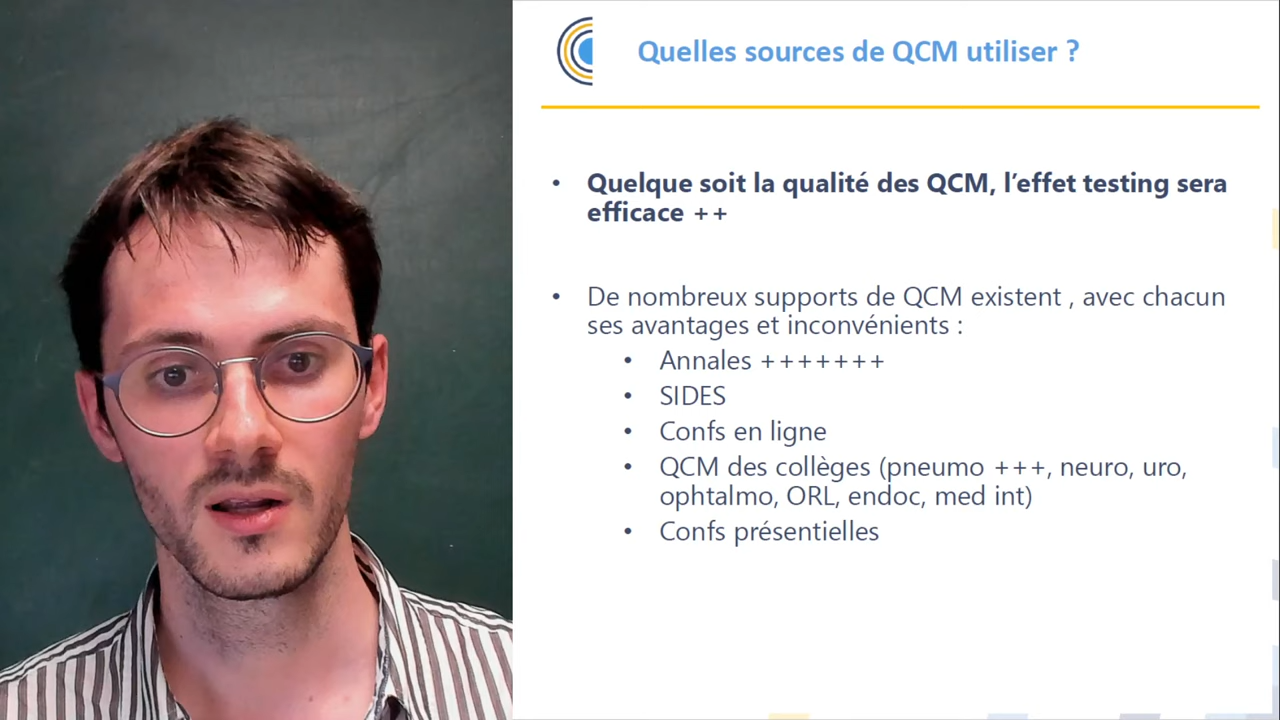 Quelles sources de QCM utiliser ?
• Quelque soit la qualité des QCM, l'effet testing sera
efficace ++
• De nombreux supports de QCM existent , avec chacun
ses avantages et inconvénients :
• Annales +++++++
• SIDES
• Confs en ligne
• QCM des collèges (pneumo +++, neuro, uro,
ophtalmo, ORL, endoc, med int)
• Confs présentielles